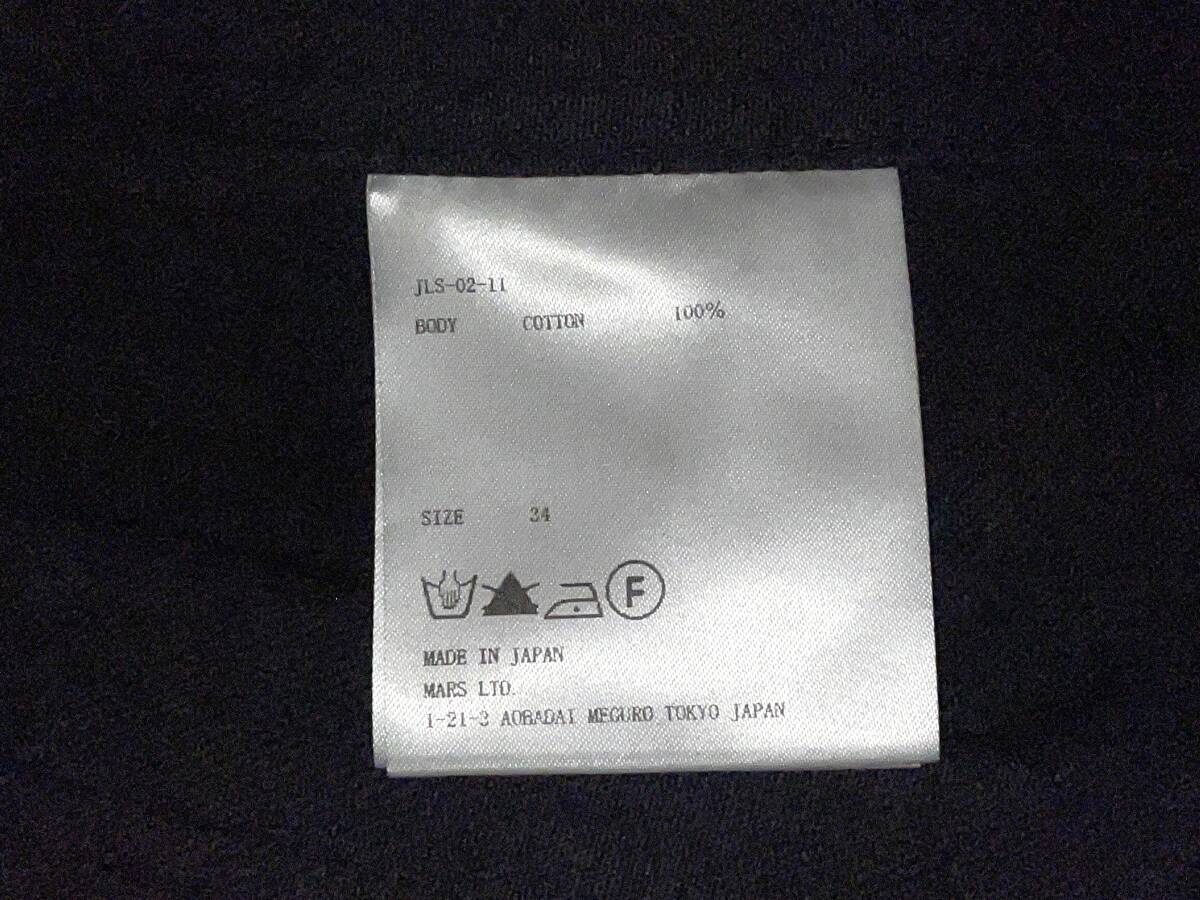 JLS-02-11
BODY COTTON 100%
SIZE 34
F
MADE IN JAPAN
MARS LTD.
1-21-3 AOBADAI MEGURO TOKYO JAPAN